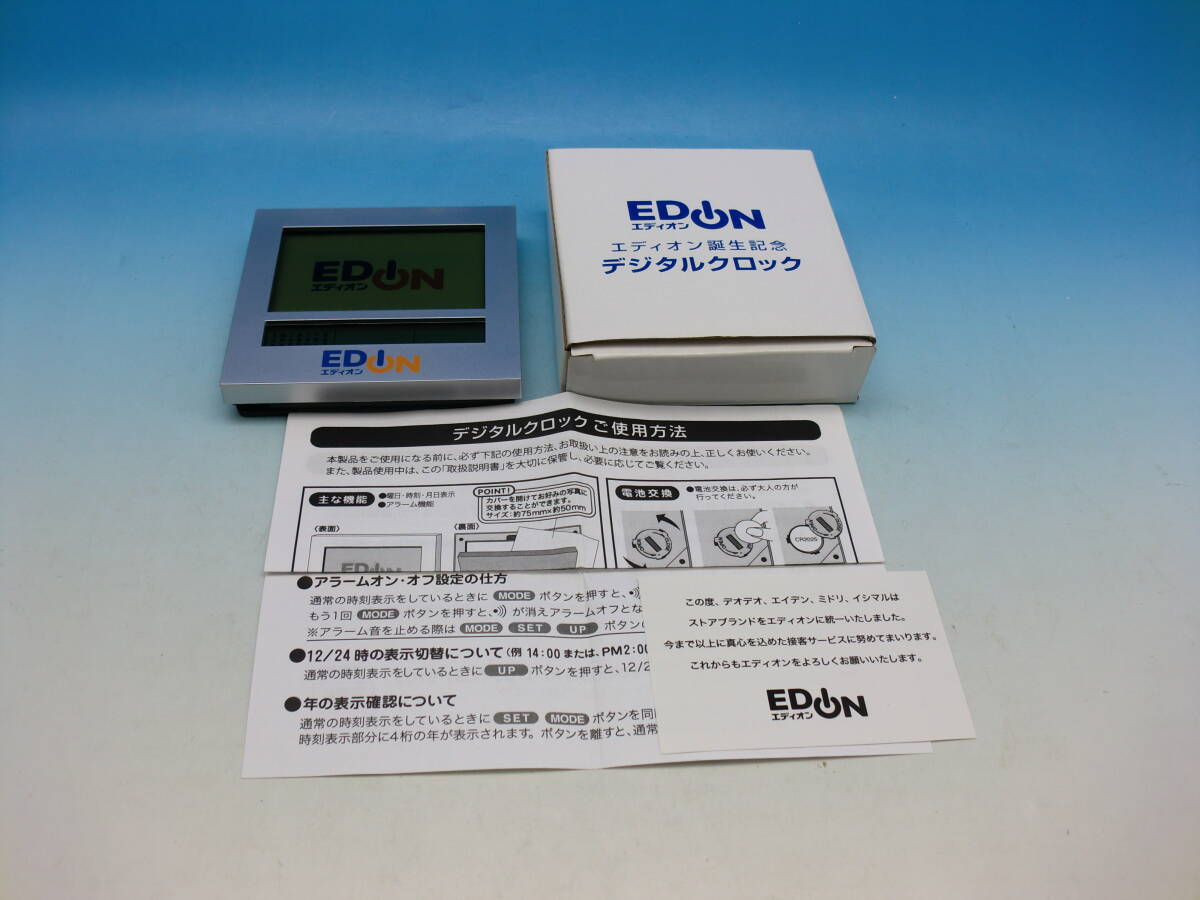 EDION
エディオン
EDION
エディオン
EDION
エディオン
エディオン誕生記念
デジタルクロック
デジタルクロックご使用方法
本製品をご使用になる前に、必ず下記の使用方法、お取扱い上の注意をお読みの上、正しくお使いください。
また、製品使用中は、この「取扱説明書」を大切に保管し、必要に応じてご覧ください。
主な機能
●曜日・時刻・月日表示
●アラーム機能
POINT!
カバーを開けてお好みの写真に
交換することができます。
サイズ:約75mm×約50mm
〈表面〉
〈裏面〉
EDION
電池交換
●電池交換は、必ず大人の方が
行ってください。
CR2025
●アラームオン・オフ設定の仕方
通常の時刻表示をしているときに MODE ボタンを押すと、
もう1回 MODE ボタンを押すと、 が消えアラームオフとな
※アラーム音を止める際は MODE SET UP ボタン
●12/24時の表示切替について(例 14:00または、PM2:00
通常の時刻表示をしているときに UP ボタンを押すと、12/2
●年の表示確認について
通常の時刻表示をしているときに SET MODE ボタンを同
時刻表示部分に4桁の年が表示されます。ボタンを離すと、通常
この度、デオデオ、エイデン、ミドリ、イシマルは
ストアブランドをエディオンに統一いたしました。
今まで以上に真心を込めた接客サービスに努めてまいります。
これからもエディオンをよろしくお願いいたします。
EDION
エディオン